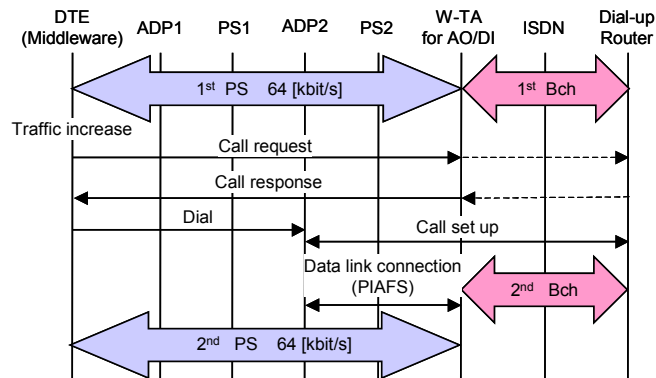 DTE
(Middleware)
ADP1
PS1
ADP2
PS2
W-TA
for AO/DI
ISDN
Dial-up
Router
1st PS 64 [kbit/s]
1st Bch
Traffic increase
Call request
Call response
Dial
Call set up
Data link connection
(PIAFS)
2nd Bch
2nd PS 64 [kbit/s]